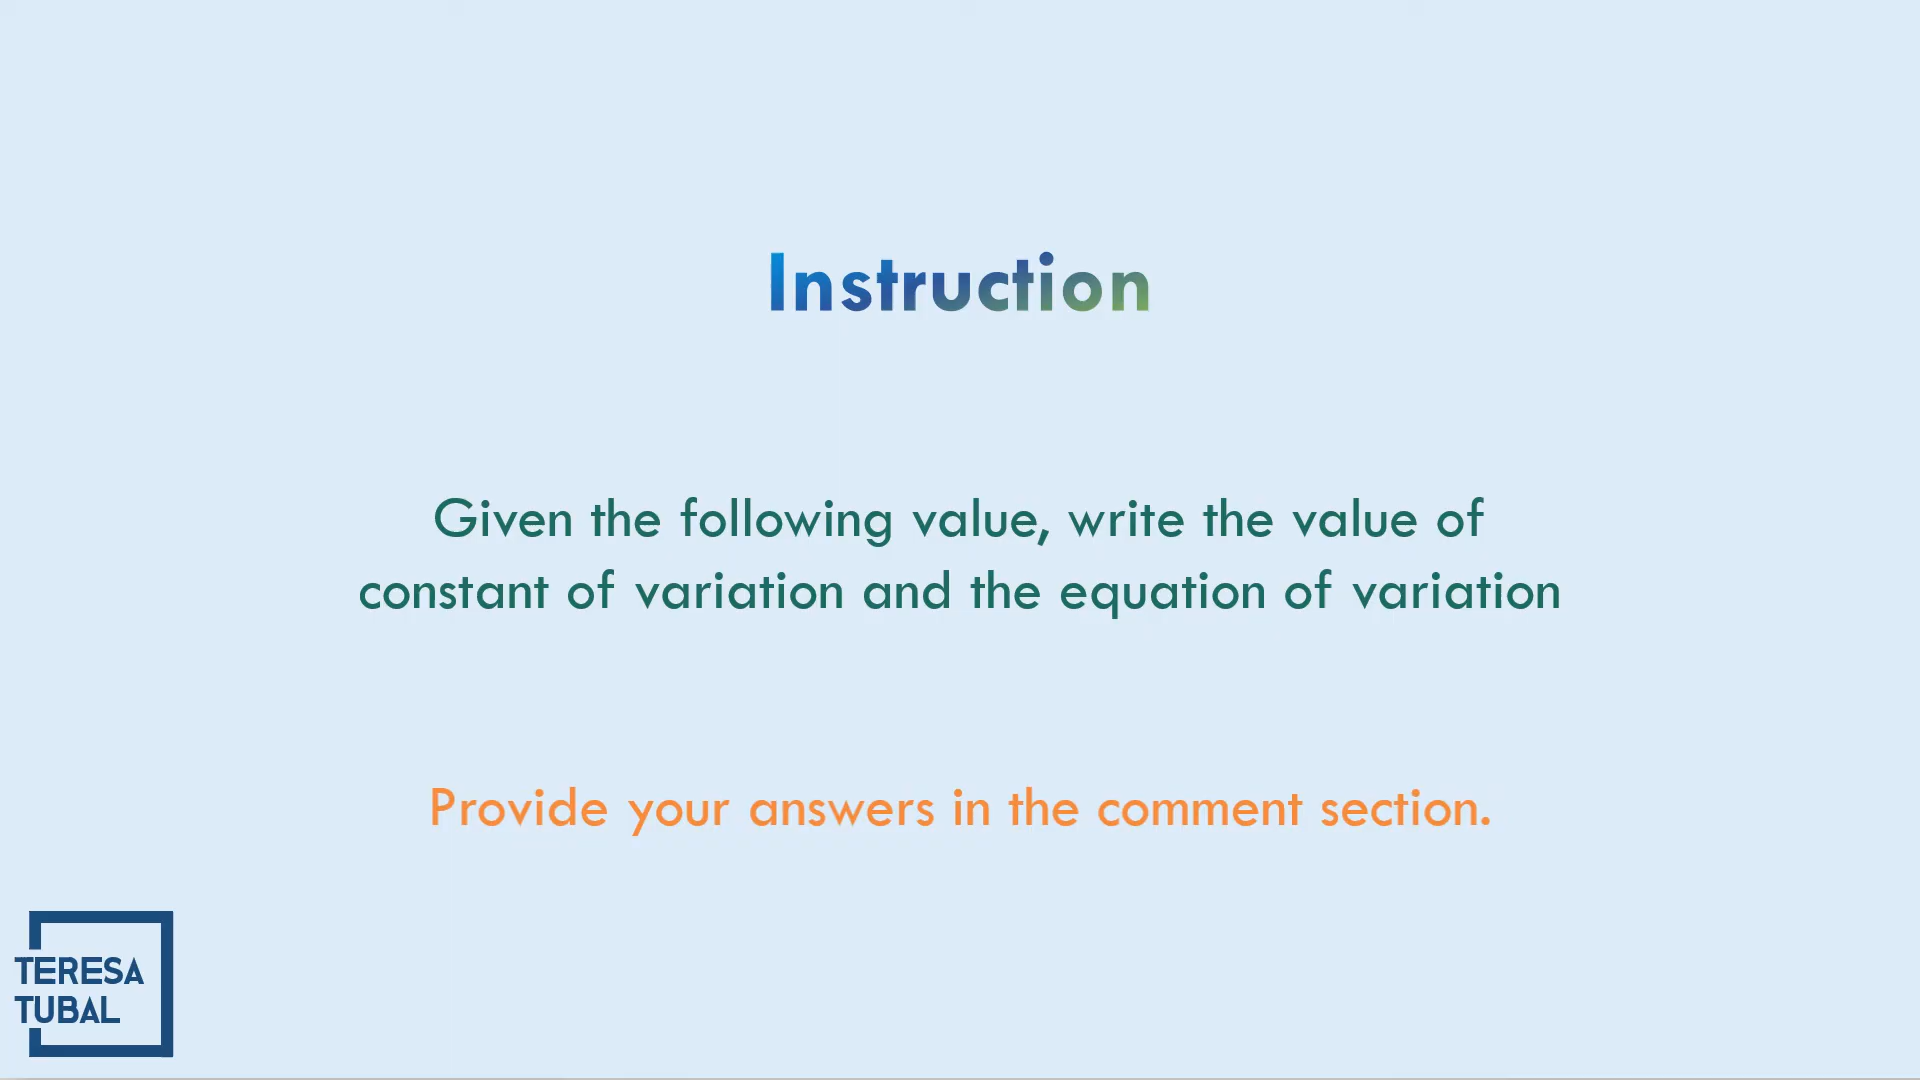 Instruction
Given the following value, write the value of
constant of variation and the equation of variation
Provide your answers in the comment section.
TERESA
TUBAL